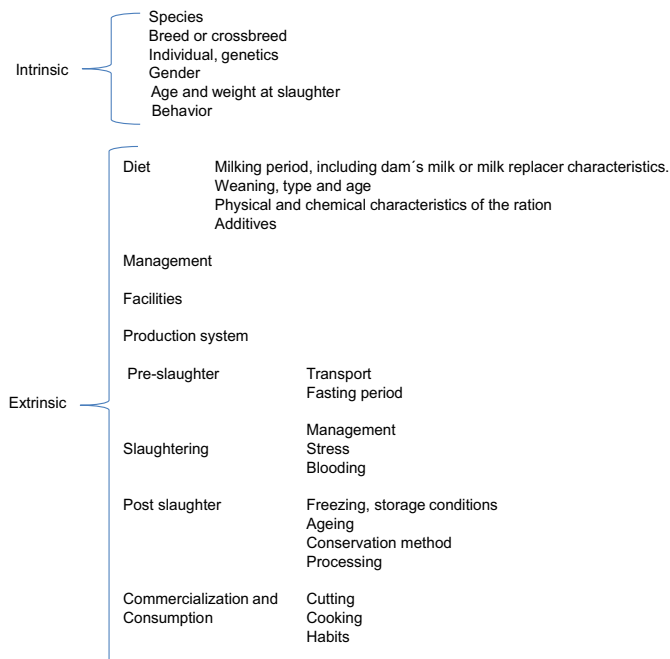 Species
Breed or crossbreed
Individual, genetics
Intrinsic
Gender
Age and weight at slaughter
Behavior
Diet Milking period, including dam´s milk or milk replacer characteristics.
Weaning, type and age
Physical and chemical characteristics of the ration
Additives
Management
Facilities
Production system
Pre-slaughter Transport
Fasting period
Extrinsic
Management
Slaughtering Stress
Blooding
Post slaughter Freezing, storage conditions
Ageing
Conservation method
Processing
Commercialization and Cutting
Consumption Cooking
Habits